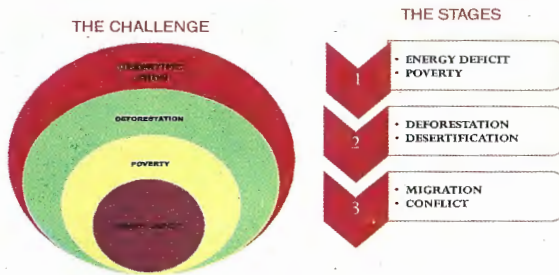 THE CHALLENGE
DEFORESTATION
POVERTY
THE STAGES
1
• ENERGY DEFICIT
• POVERTY
2
• DEFORESTATION
• DESERTIFICATION
3
• MIGRATION
• CONFLICT